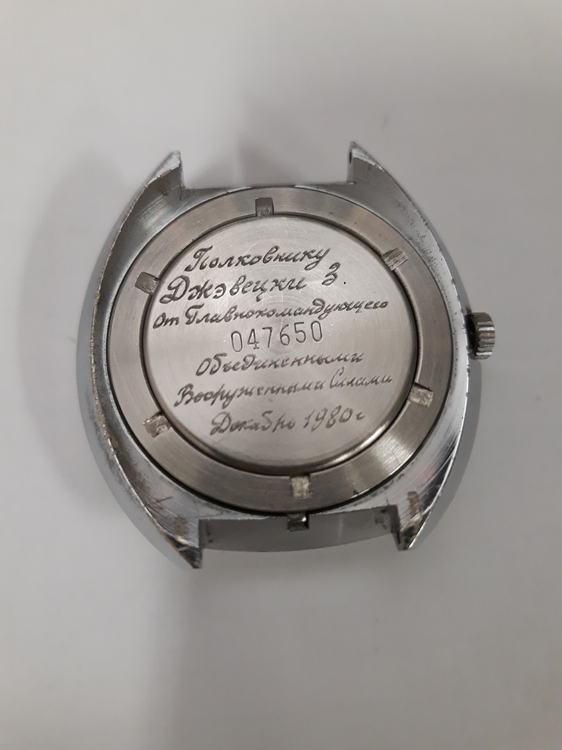 Полковнику
Джэвецки З
От Главнокомандующего
047650
Объединенными
Вооруженными Силами
Декабрь 1980 г